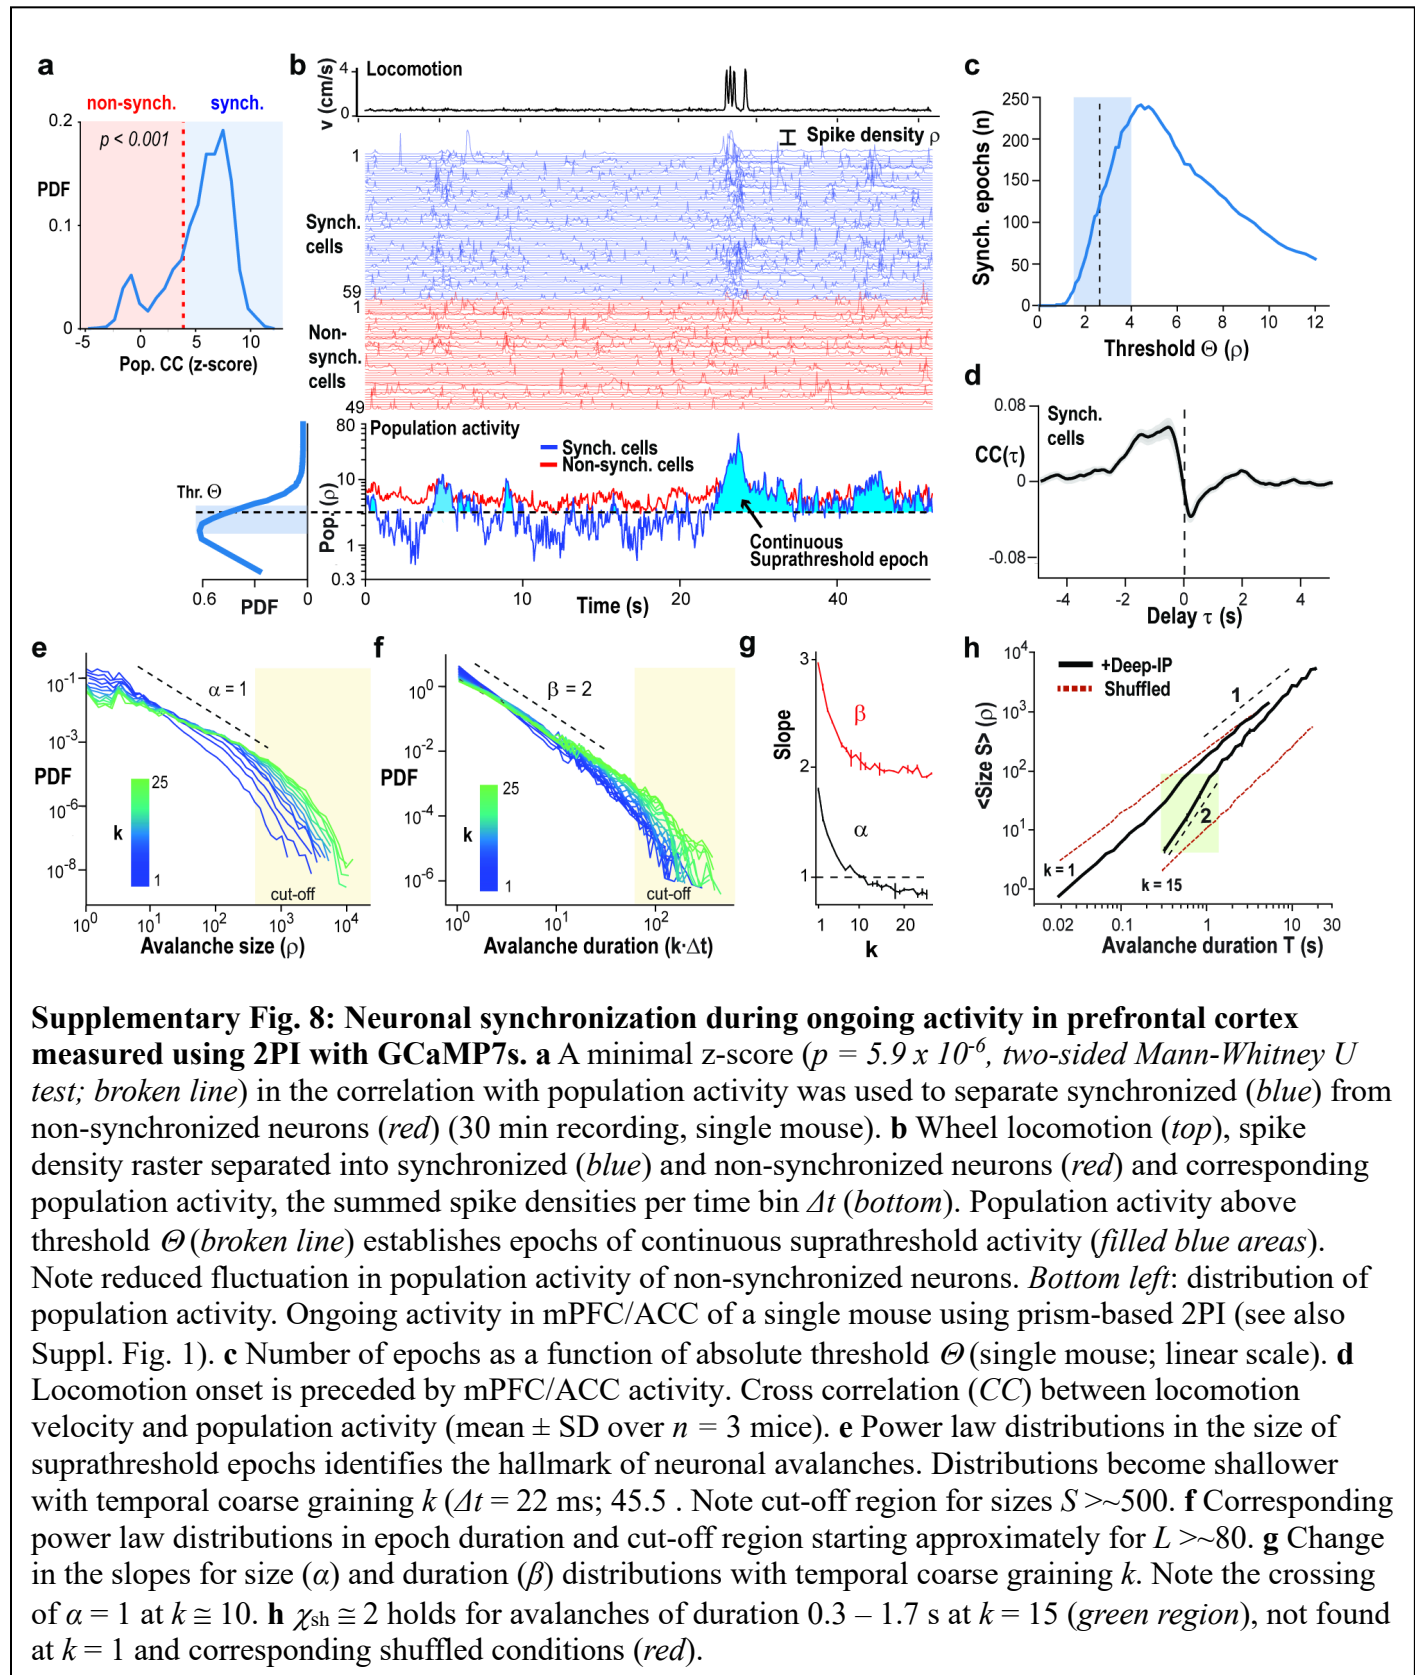 a
non-synch.
synch.
p < 0.001
0.2
PDF
0.1
0
-5
0
5
10
Pop. CC (z-score)
b
v (cm/s)
4
0
Locomotion
Spike density ρ
1
Synch.
cells
59
1
Non-
synch.
cells
49
Population activity
Synch. cells
Non-synch. cells
80
10
1
0.3
Pop. (ρ)
Thr. Θ
0.6
0
PDF
Continuous
Suprathreshold epoch
0
10
20
40
Time (s)
c
Synch. epochs (n)
250
200
150
100
50
0
0
2
4
6
8
10
12
Threshold Θ (ρ)
d
0.08
Synch.
cells
CC(τ)
0
-0.08
-4
-2
0
2
4
Delay τ (s)
e
10⁻¹
10⁻³
PDF
10⁻⁶
10⁻⁸
α = 1
25
k
1
cut-off
10⁰
10¹
10³
10⁴
Avalanche size (ρ)
f
10⁰
10⁻²
PDF
10⁻⁴
10⁻⁶
β = 2
25
k
1
cut-off
10⁰
10¹
10²
Avalanche duration (k·Δt)
g
3
Slope
2
1
β
α
1
10
20
k
h
<Size S> (ρ)
10⁴
10³
10²
10¹
10⁰
+Deep-IP
Shuffled
1
2
k = 1
k = 15
0.02
0.1
1
10
30
Avalanche duration T (s)
Supplementary Fig. 8: Neuronal synchronization during ongoing activity in prefrontal cortex
measured using 2PI with GCaMP7s. a A minimal z-score (p = 5.9 x 10⁻⁶, two-sided Mann-Whitney U
test; broken line) in the correlation with population activity was used to separate synchronized (blue) from
non-synchronized neurons (red) (30 min recording, single mouse). b Wheel locomotion (top), spike
density raster separated into synchronized (blue) and non-synchronized neurons (red) and corresponding
population activity, the summed spike densities per time bin Δt (bottom). Population activity above
threshold Θ (broken line) establishes epochs of continuous suprathreshold activity (filled blue areas).
Note reduced fluctuation in population activity of non-synchronized neurons. Bottom left: distribution of
population activity. Ongoing activity in mPFC/ACC of a single mouse using prism-based 2PI (see also
Suppl. Fig. 1). c Number of epochs as a function of absolute threshold Θ (single mouse; linear scale). d
Locomotion onset is preceded by mPFC/ACC activity. Cross correlation (CC) between locomotion
velocity and population activity (mean ± SD over n = 3 mice). e Power law distributions in the size of
suprathreshold epochs identifies the hallmark of neuronal avalanches. Distributions become shallower
with temporal coarse graining k (Δt = 22 ms; 45.5 . Note cut-off region for sizes S >~500. f Corresponding
power law distributions in epoch duration and cut-off region starting approximately for L >~80. g Change
in the slopes for size (α) and duration (β) distributions with temporal coarse graining k. Note the crossing
of α = 1 at k ≅ 10. h χsh ≅ 2 holds for avalanches of duration 0.3 – 1.7 s at k = 15 (green region), not found
at k = 1 and corresponding shuffled conditions (red).